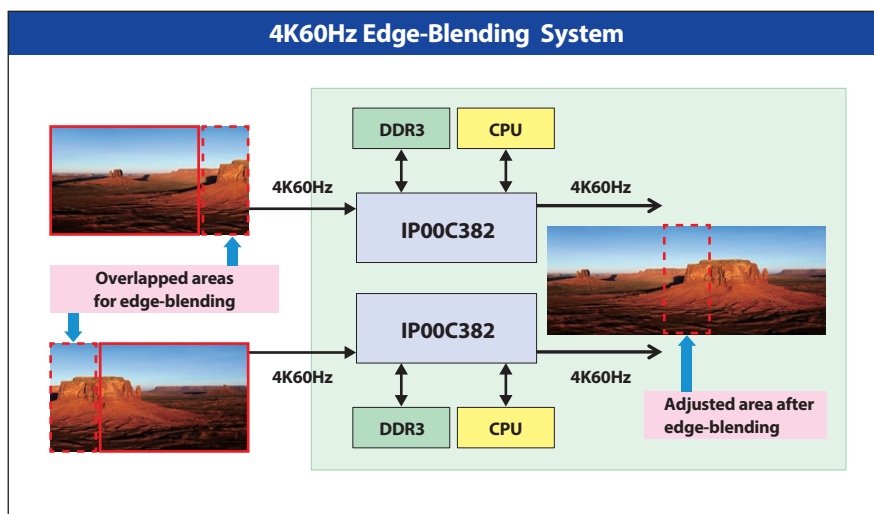 4K60Hz Edge-Blending System
DDR3
CPU
4K60Hz
4K60Hz
IP00C382
Overlapped areas
for edge-blending
IP00C382
4K60Hz
4K60Hz
DDR3
CPU
Adjusted area after
edge-blending